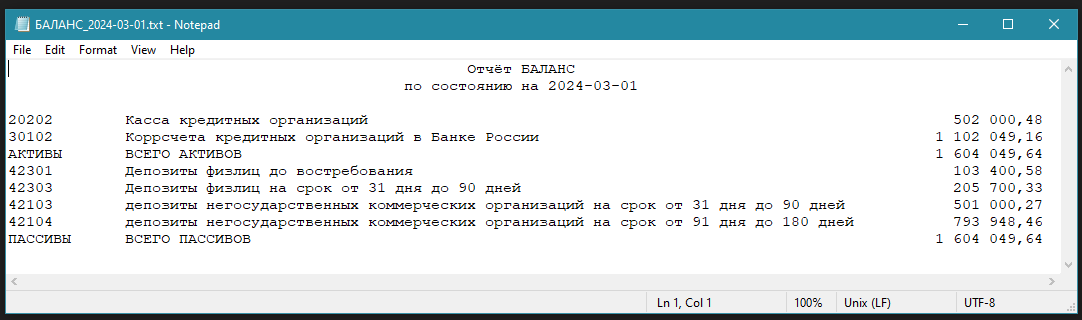 БАЛАНС_2024-03-01.txt - Notepad
File Edit Format View Help
Отчёт БАЛАНС
по состоянию на 2024-03-01
20202 Касса кредитных организаций 502 000,48
30102 Коррсчета кредитных организаций в Банке России 1 102 049,16
АКТИВЫ ВСЕГО АКТИВОВ 1 604 049,64
42301 Депозиты физлиц до востребования 103 400,58
42303 Депозиты физлиц на срок от 31 дня до 90 дней 205 700,33
42103 депозиты негосударственных коммерческих организаций на срок от 31 дня до 90 дней 501 000,27
42104 депозиты негосударственных коммерческих организаций на срок от 91 дня до 180 дней 793 948,46
ПАССИВЫ ВСЕГО ПАССИВОВ 1 604 049,64
Ln 1, Col 1 100% Unix (LF) UTF-8